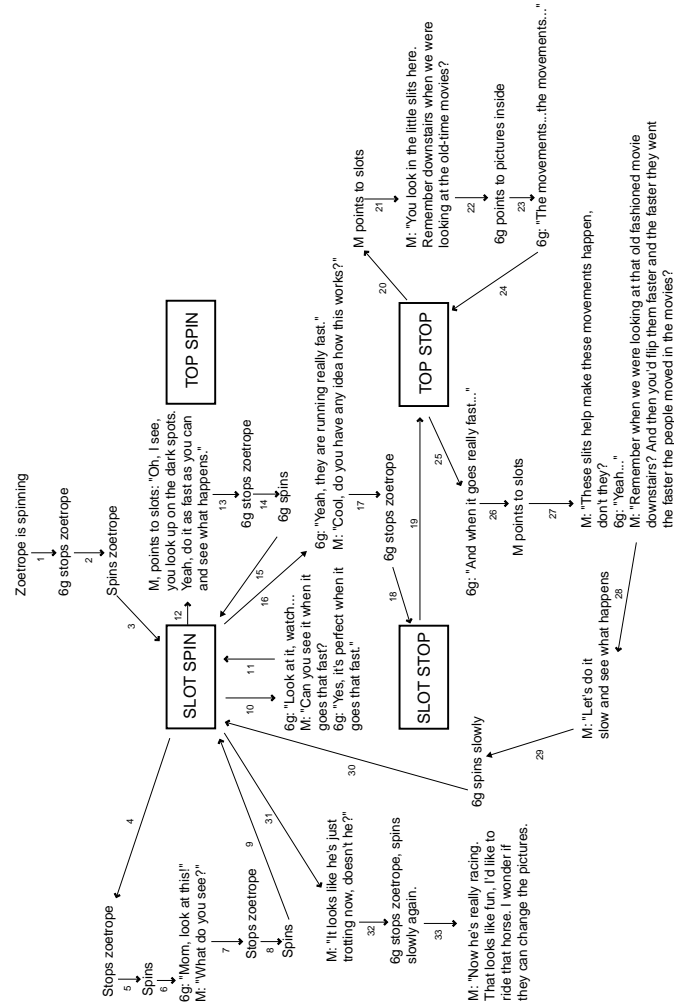 Zoetrope is spinning
1
6g stops zoetrope
2
Spins zoetrope
3
SLOT SPIN
TOP SPIN
4
Stops zoetrope
5
Spins
6
6g: "Mom, look at this!"
M: "What do you see?"
7
Stops zoetrope
8
Spins
9
10
6g: "Look at it, watch...
M: "Can you see it when it
goes that fast?
6g: "Yes, it's perfect when it
goes that fast."
11
12
M, points to slots: "Oh, I see,
you look up on the dark spots.
Yeah, do it as fast as you can
and see what happens."
13
6g stops zoetrope
14
6g spins
15
16
6g: "Yeah, they are running really fast."
M: "Cool, do you have any idea how this works?"
17
6g stops zoetrope
18
SLOT STOP
19
TOP STOP
20
M points to slots
21
M: "You look in the little slits here.
Remember downstairs when we were
looking at the old-time movies?
22
6g points to pictures inside
23
6g: "The movements...the movements..."
24
25
6g: "And when it goes really fast..."
26
M points to slots
27
M: "These slits help make these movements happen,
don't they?
6g: "Yeah..."
M: "Remember when we were looking at that old fashioned movie
downstairs? And then you'd flip them faster and the faster they went
the faster the people moved in the movies?
28
M: "Let's do it
slow and see what happens
29
6g spins slowly
30
31
M: "It looks like he's just
trotting now, doesn't he?"
32
6g stops zoetrope, spins
slowly again.
33
M: "Now he's really racing.
That looks like fun, I'd like to
ride that horse. I wonder if
they can change the pictures.